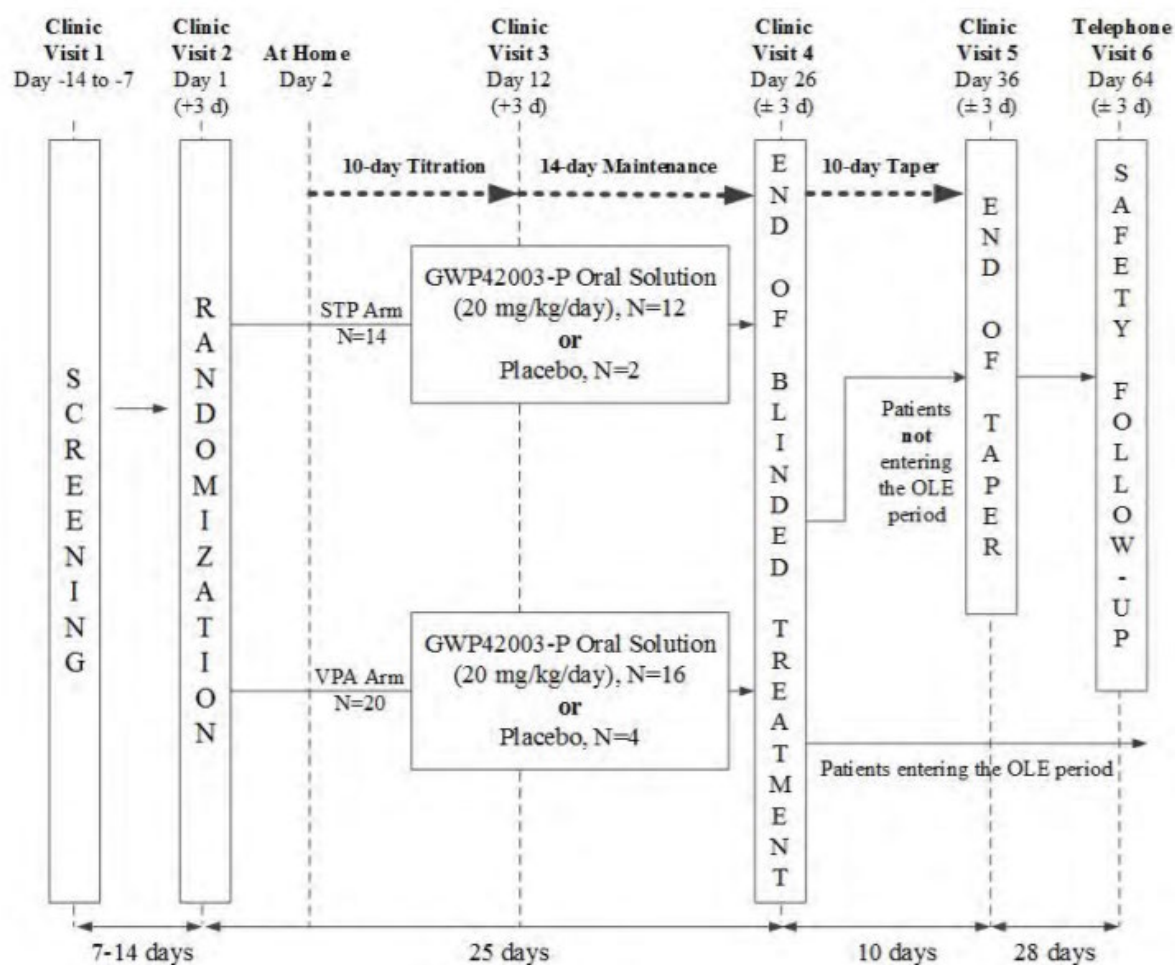 Clinic
Visit 1
Day -14 to -7
Clinic
Visit 2
Day 1
(+3 d)
At Home
Day 2
Clinic
Visit 3
Day 12
(+3 d)
Clinic
Visit 4
Day 26
(± 3 d)
Clinic
Visit 5
Day 36
(± 3 d)
Telephone
Visit 6
Day 64
(± 3 d)
10-day Titration
14-day Maintenance
10-day Taper
SCREENING
RANDOMIZATION
STP Arm
N=14
GWP42003-P Oral Solution
(20 mg/kg/day), N=12
or
Placebo, N=2
VPA Arm
N=20
GWP42003-P Oral Solution
(20 mg/kg/day), N=16
or
Placebo, N=4
END OF BLINDED TREATMENT
Patients
not
entering
the OLE
period
END OF TAPER
SAFETY FOLLOW-UP
Patients entering the OLE period
7-14 days
25 days
10 days
28 days